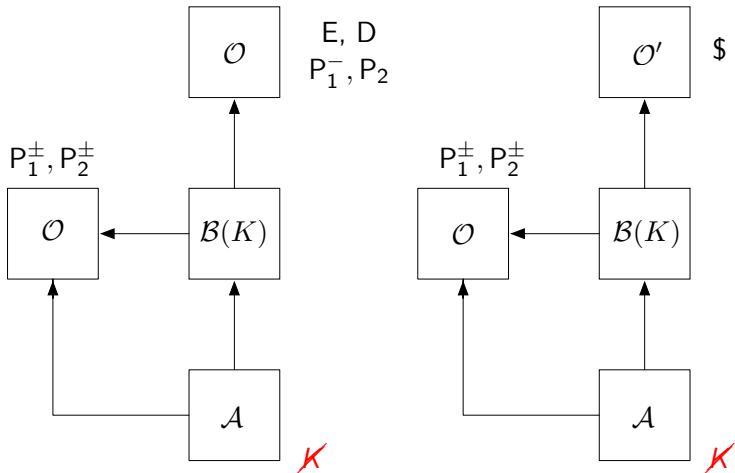 𝒪
E, D
P₁⁻, P₂
P₁^±, P₂^±
𝒪
ℬ(K)
𝒜
K
𝒪′
$
P₁^±, P₂^±
𝒪
ℬ(K)
𝒜
K